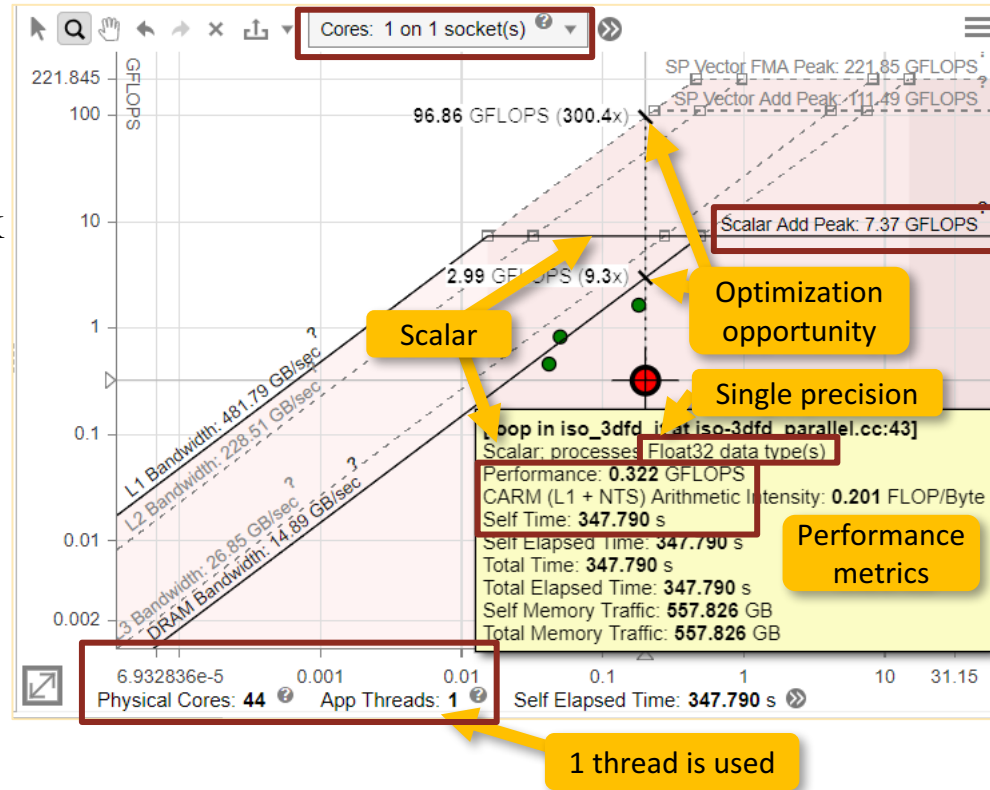 Cores: 1 on 1 socket(s) ?
221.845
GFLOPS
SP Vector FMA Peak: 221.85 GFLOPS
?
SP Vector Add Peak: 111.49 GFLOPS
100
96.86 GFLOPS (300.4x)
10
?
Scalar Add Peak: 7.37 GFLOPS
2.99 GFLOPS (9.3x)
Optimization
opportunity
Scalar
1
Single precision
L1 Bandwidth: 481.79 GB/sec ?
L2 Bandwidth: 228.51 GB/sec ?
26.85 GB/sec ?
DRAM Bandwidth: 14.89 GB/sec ?
0.1
0.01
0.002
at iso-3dfd_parallel.cc:43]
Scalar; processes Float32 data type(s)
Performance: 0.322 GFLOPS
CARM (L1 + NTS) Arithmetic Intensity: 0.201 FLOP/Byte
Self Time: 347.790 s
Self Elapsed Time: 347.790 s
Total Time: 347.790 s
Total Elapsed Time: 347.790 s
Self Memory Traffic: 557.826 GB
Total Memory Traffic: 557.826 GB
Performance
metrics
6.932836e-5 0.001 0.01 0.1 1 10 31.15
Physical Cores: 44 ? App Threads: 1 ? Self Elapsed Time: 347.790 s
1 thread is used